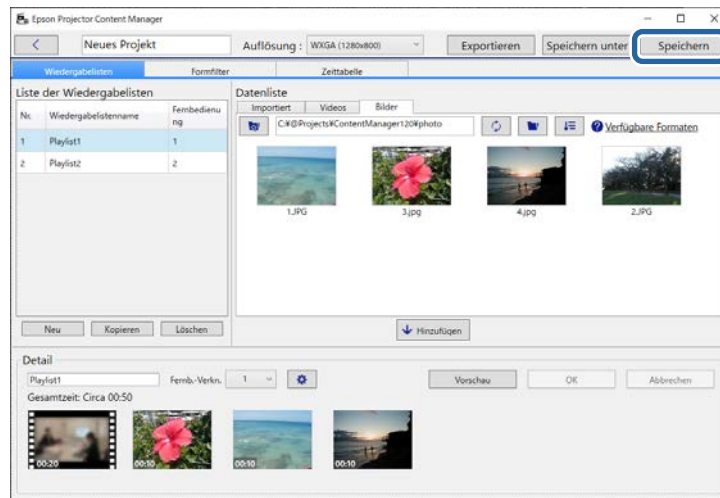 Epson Projector Content Manager
Neues Projekt Auflösung : WXGA (1280x800) Exportieren Speichern unter Speichern
Wiedergabelisten Formfilter Zeittabelle
Liste der Wiedergabelisten
Nr. Wiedergabelistenname Fernbedienu
ng
1 Playlist1 1
2 Playlist2 2
Neu Kopieren Löschen
Datenliste
Importiert Videos Bilder
C:¥@Projects¥ContentManager120¥photo Verfügbare Formaten
1.JPG 3.jpg 4.jpg 2.JPG
Hinzufügen
Detail
Playlist1 Fernb.-Verkn. 1 Vorschau OK Abbrechen
Gesamtzeit: Circa 00:50
00:20 00:10 00:10 00:10